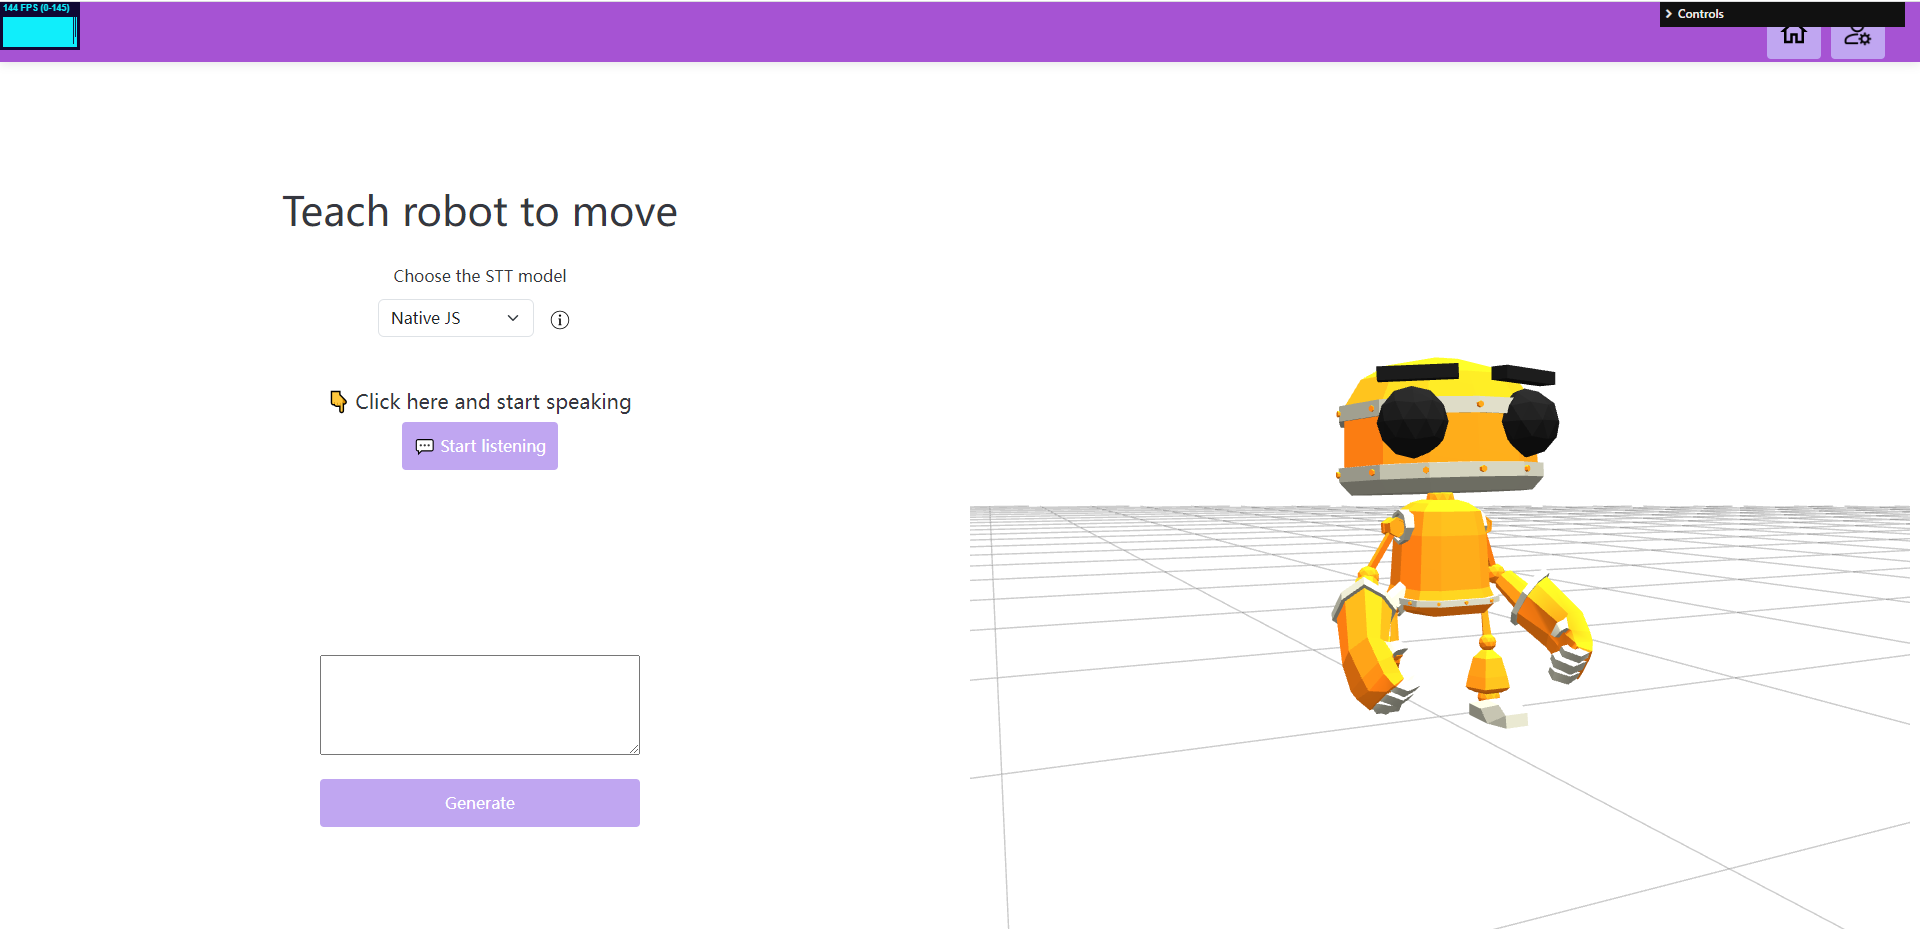 144 FPS (0-145)
Controls
Teach robot to move
Choose the STT model
Native JS
👇 Click here and start speaking
💬 Start listening
Generate